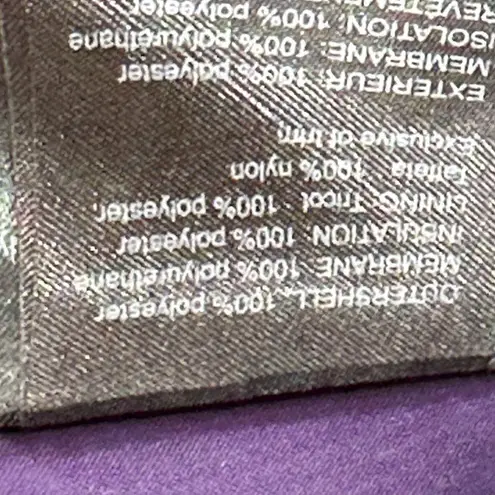 OUTERSHELL: 100% polyester
MEMBRANE: 100% polyurethane
INSULATION: 100% polyester
LINING: Tricot - 100% polyester,
Taffeta - 100% nylon
Exclusive of trim
EXTERIEUR: 100% polyester
MEMBRANE: 100% polyuréthane
ISOLATION: 100% polyester